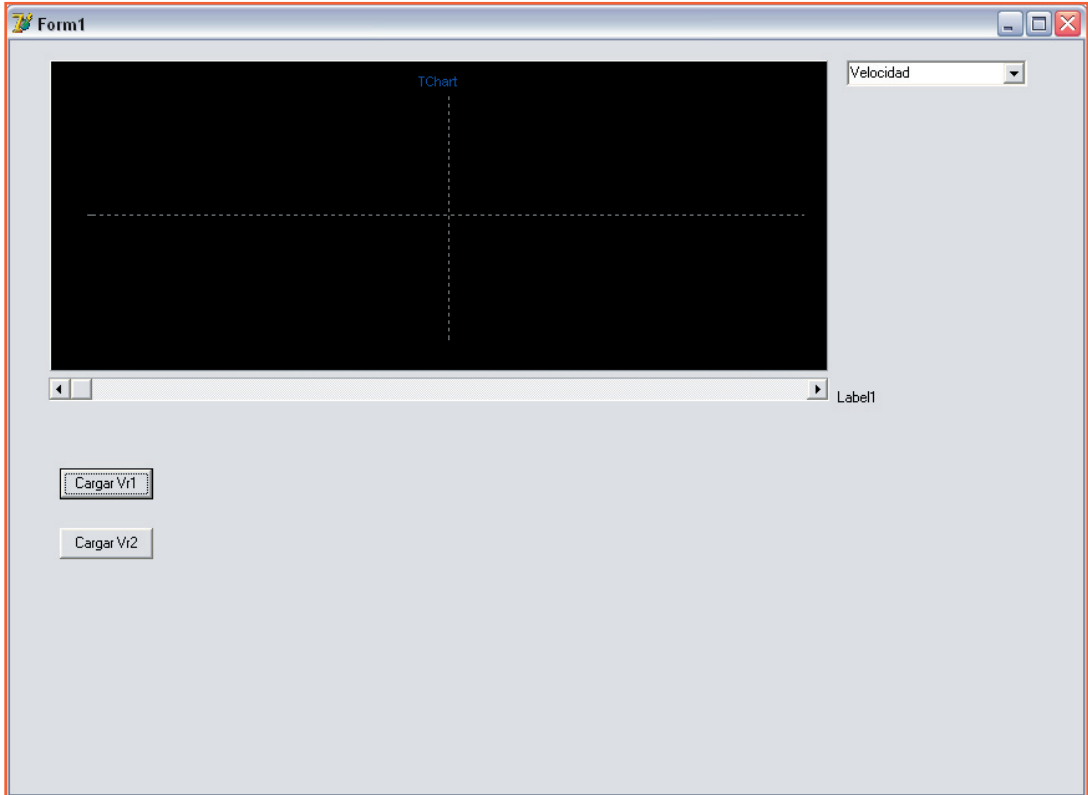 Form1
TChart
Velocidad
Label1
Cargar Vr1
Cargar Vr2